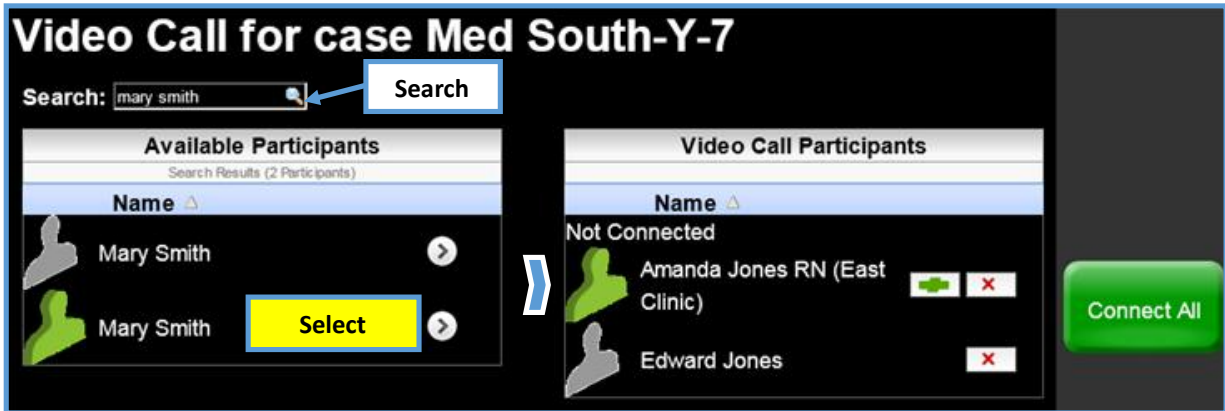 Video Call for case Med South-Y-7
Search: mary smith
Search
Available Participants
Search Results (2 Participants)
Name
Mary Smith
Mary Smith
Select
Video Call Participants
Name
Not Connected
Amanda Jones RN (East
Clinic)
Edward Jones
Connect All